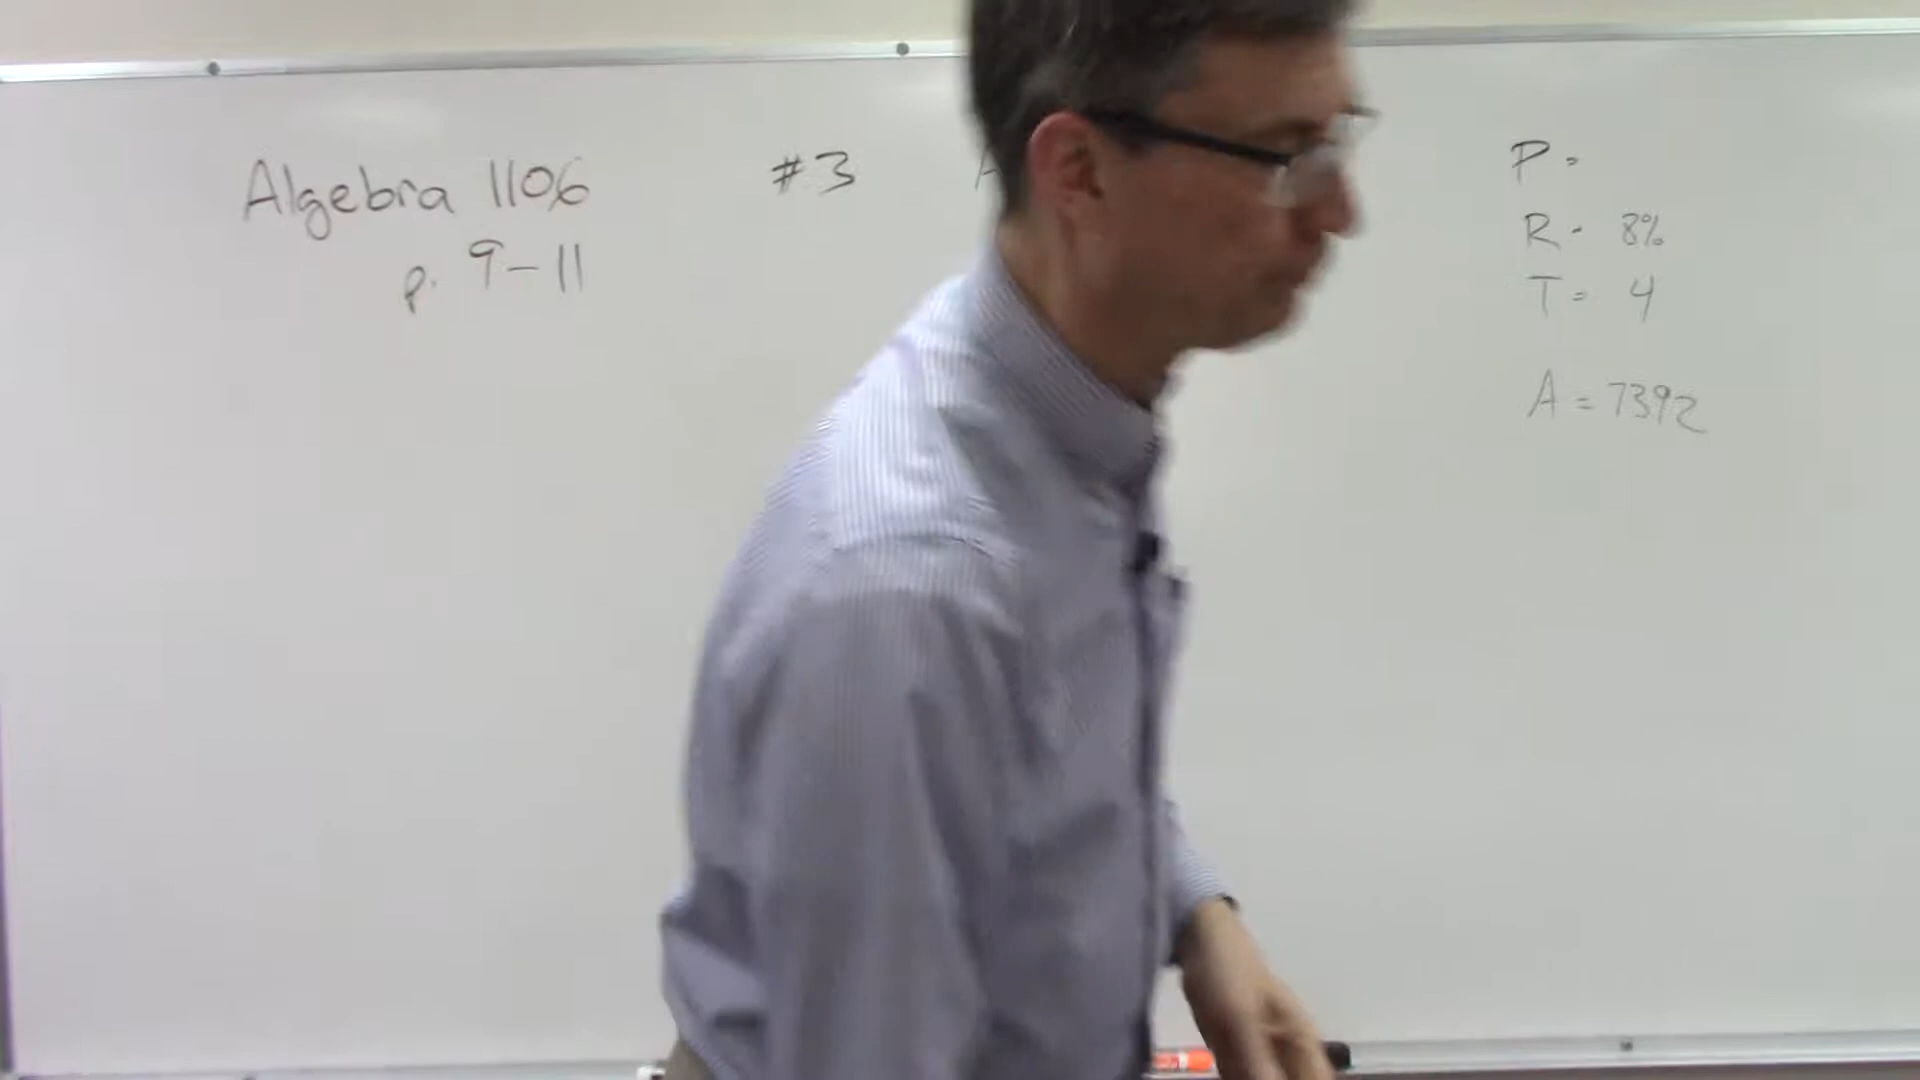 Algebra 1106
p. 9-11
#3
P =
R = 8%
T = 4
A = 7392